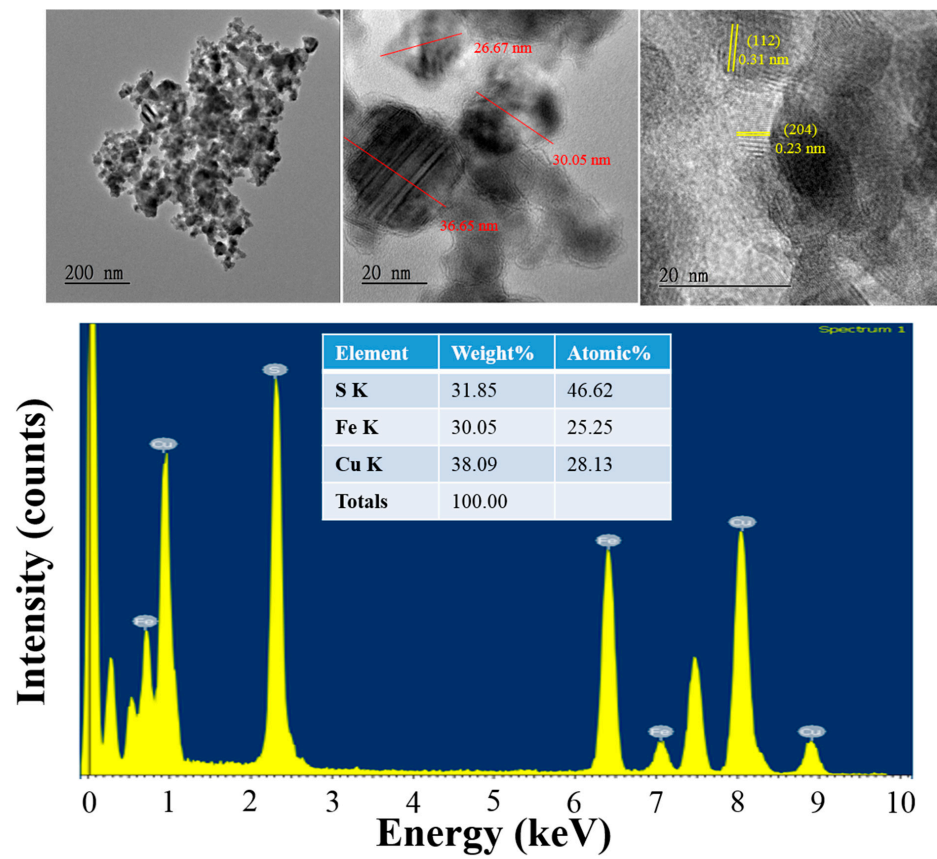 200 nm
26.67 nm
30.05 nm
36.65 nm
20 nm
(112)
0.31 nm
(204)
0.23 nm
20 nm
Spectrum 1
Element Weight% Atomic%
S K 31.85 46.62
Fe K 30.05 25.25
Cu K 38.09 28.13
Totals 100.00
S
Cu
Fe
Fe
Cu
Fe
Cu
Intensity (counts)
0 1 2 3 4 5 6 7 8 9 10
Energy (keV)